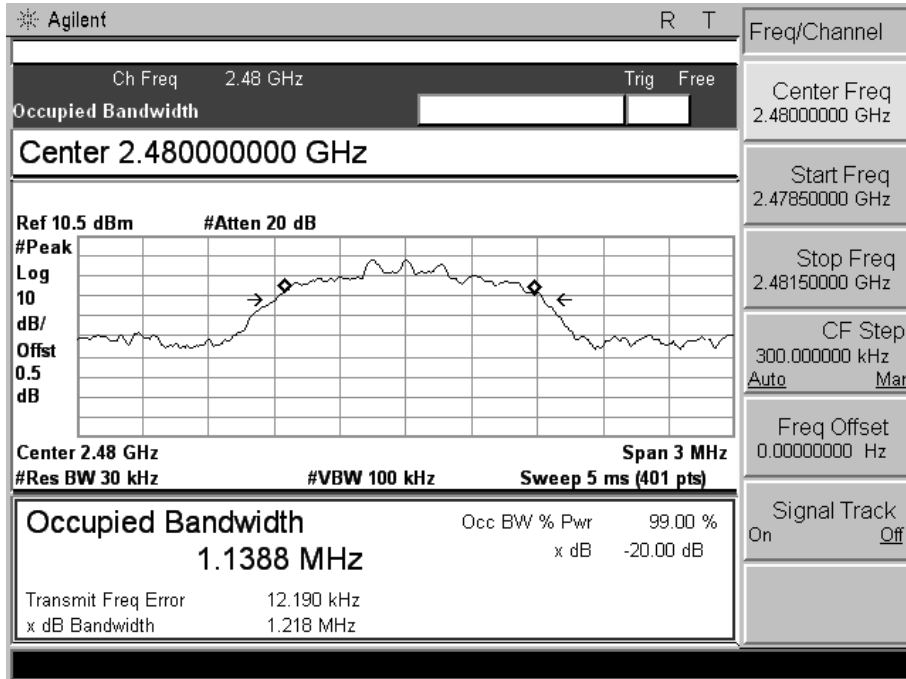 Agilent R T
Ch Freq 2.48 GHz Trig Free
Occupied Bandwidth
Center 2.480000000 GHz
Ref 10.5 dBm #Atten 20 dB
#Peak
Log
10
dB/
Offst
0.5
dB
Center 2.48 GHz Span 3 MHz
#Res BW 30 kHz #VBW 100 kHz Sweep 5 ms (401 pts)
Occupied Bandwidth
1.1388 MHz
Occ BW % Pwr 99.00 %
x dB -20.00 dB
Transmit Freq Error 12.190 kHz
x dB Bandwidth 1.218 MHz
Freq/Channel
Center Freq
2.48000000 GHz
Start Freq
2.47850000 GHz
Stop Freq
2.48150000 GHz
CF Step
300.000000 kHz
Auto Man
Freq Offset
0.00000000 Hz
Signal Track
On Off